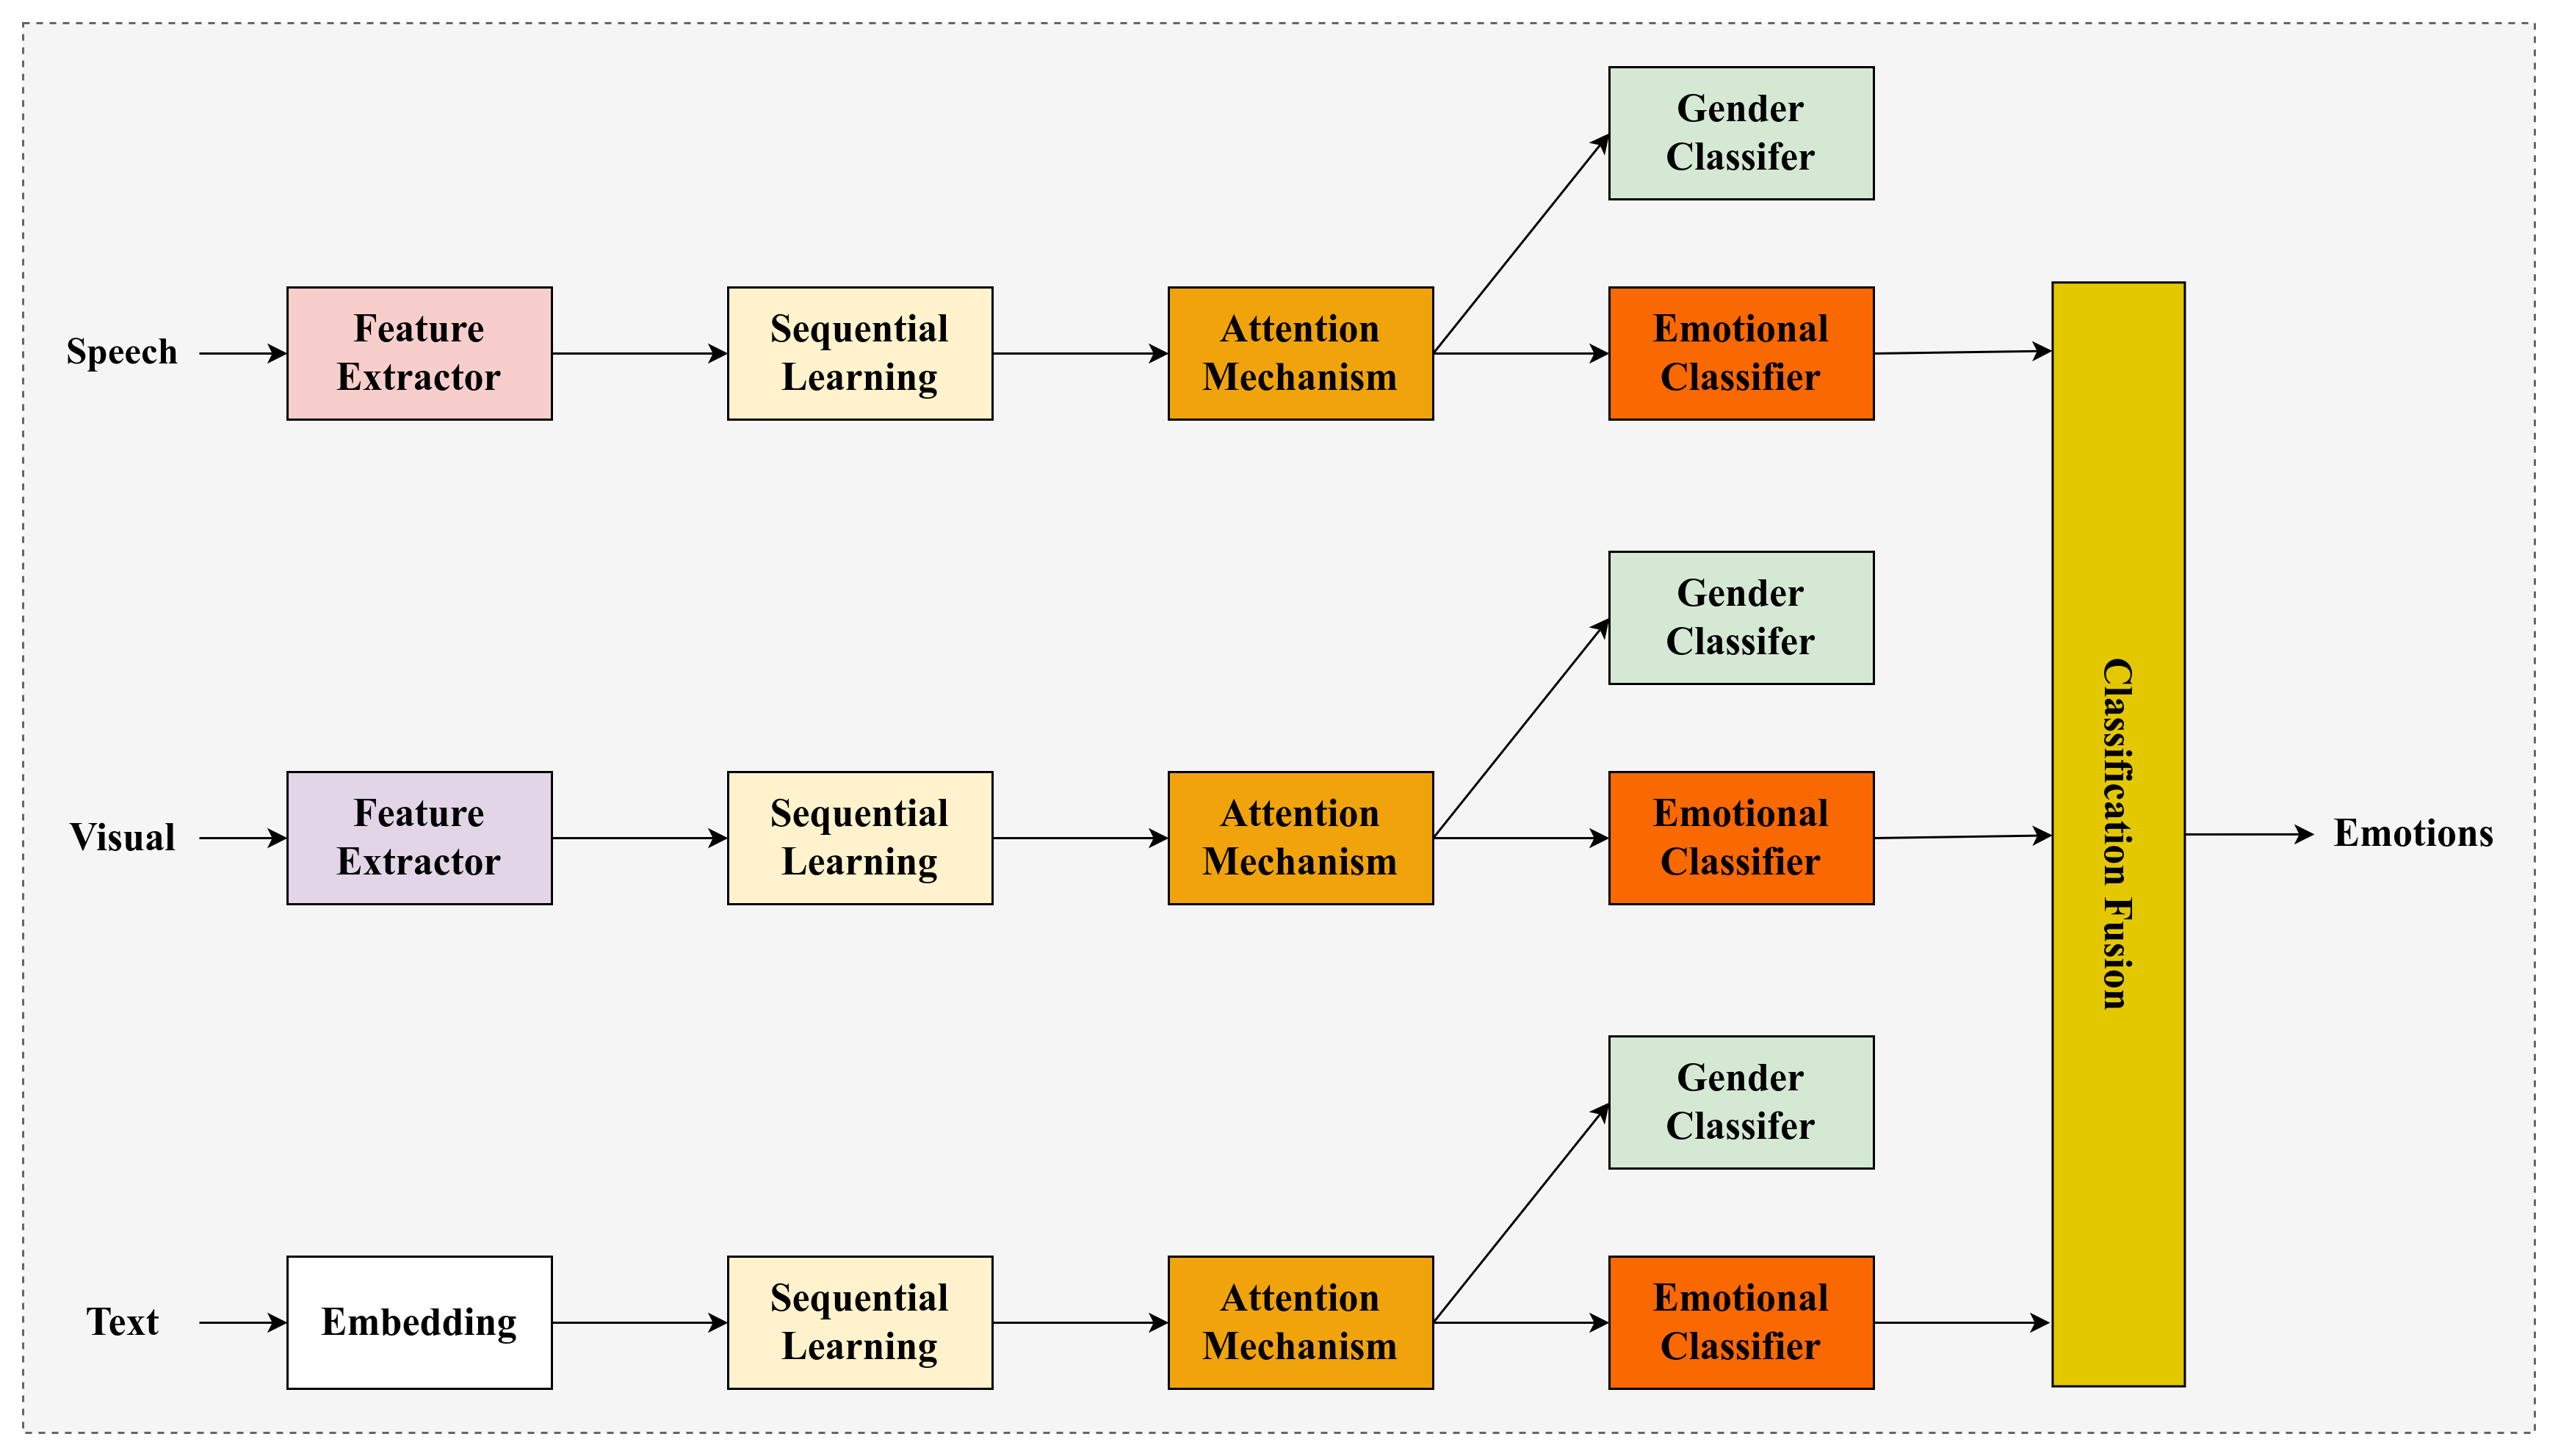 Gender
Classifer
Speech
Feature
Extractor
Sequential
Learning
Attention
Mechanism
Emotional
Classifier
Gender
Classifer
Visual
Feature
Extractor
Sequential
Learning
Attention
Mechanism
Emotional
Classifier
Classification Fusion
Emotions
Gender
Classifer
Text
Embedding
Sequential
Learning
Attention
Mechanism
Emotional
Classifier